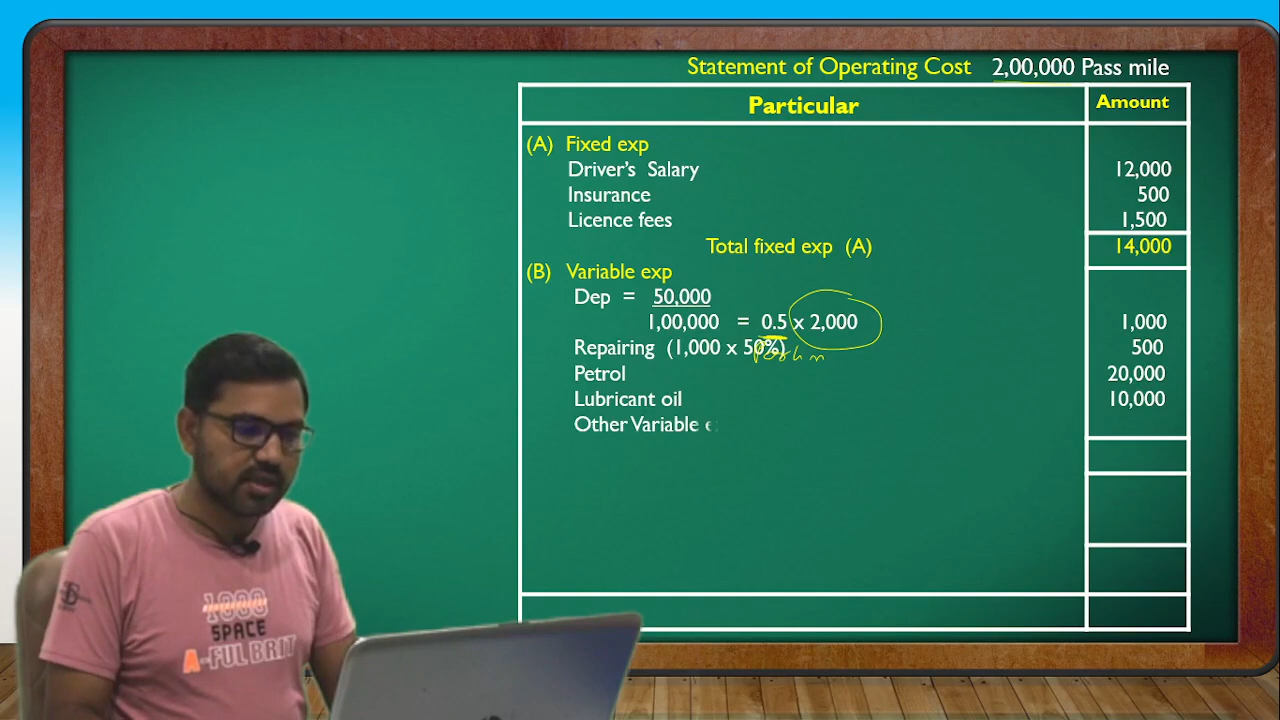 Statement of Operating Cost 2,00,000 Pass mile
Particular Amount
(A) Fixed exp
Driver's Salary 12,000
Insurance 500
Licence fees 1,500
Total fixed exp (A) 14,000
(B) Variable exp
Dep = 50,000
1,00,000 = 0.5 x 2,000 1,000
Repairing (1,000 x 50%) 500
Petrol 20,000
Lubricant oil 10,000
Other Variable
1000
SPACE
A-FUL BRIT